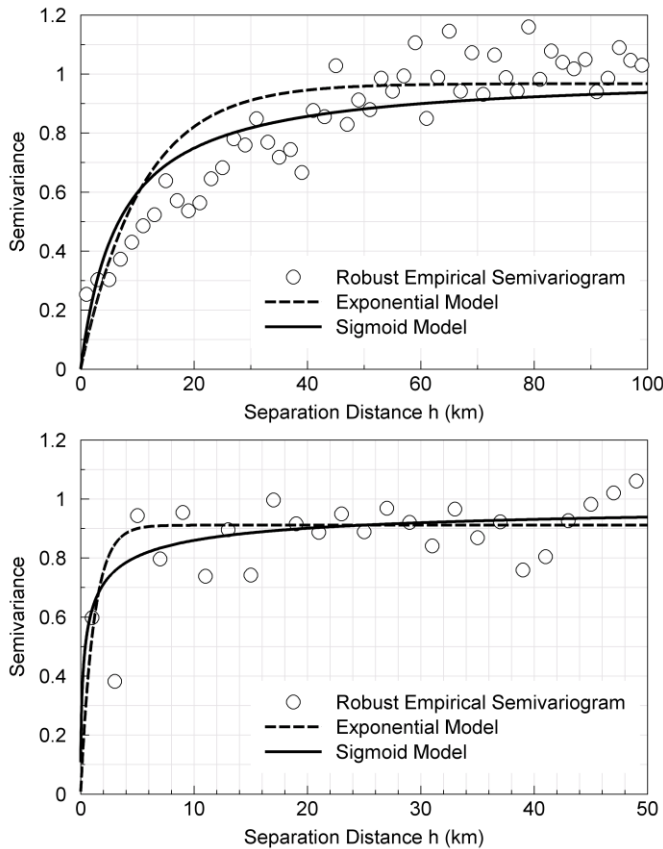 1.2
1
0.8
0.6
0.4
0.2
0
Semivariance
Robust Empirical Semivariogram
Exponential Model
Sigmoid Model
0 20 40 60 80 100
Separation Distance h (km)
1.2
1
0.8
0.6
0.4
0.2
0
Semivariance
Robust Empirical Semivariogram
Exponential Model
Sigmoid Model
0 10 20 30 40 50
Separation Distance h (km)